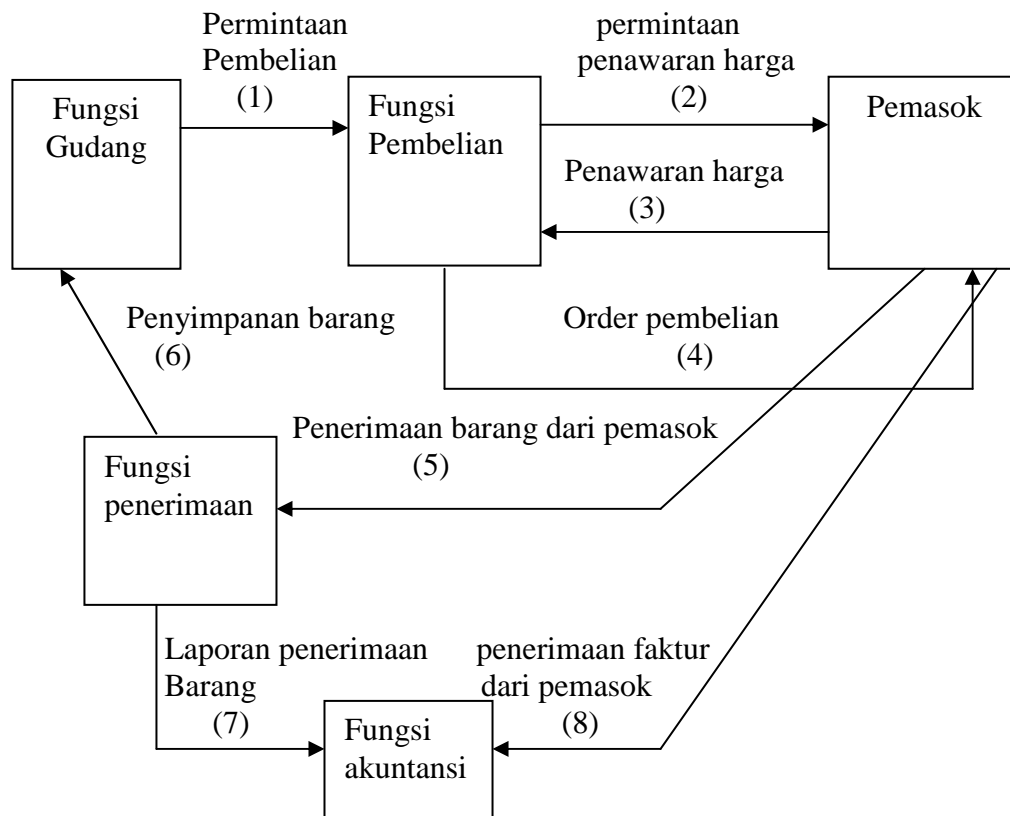 Permintaan
Pembelian
(1)
permintaan
penawaran harga
(2)
Fungsi
Gudang
Fungsi
Pembelian
Pemasok
Penawaran harga
(3)
Penyimpanan barang
(6)
Order pembelian
(4)
Penerimaan barang dari pemasok
(5)
Fungsi
penerimaan
Laporan penerimaan
Barang
(7)
penerimaan faktur
dari pemasok
(8)
Fungsi
akuntansi